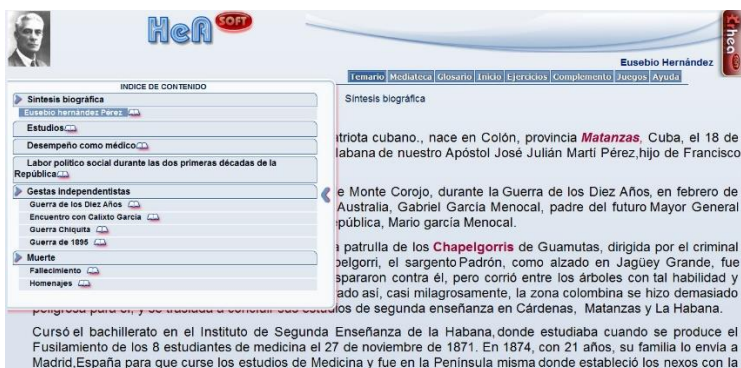 HeA SOFT
xhea
Eusebio Hernández
Temario Mediateca Glosario Inicio Ejercicios Complemento Juegos Ayuda
INDICE DE CONTENIDO
Síntesis biográfica
Eusebio hernández Pérez
Estudios
Desempeño como médico
Labor político social durante las dos primeras décadas de la
República
Gestas independentistas
Guerra de los Diez Años
Encuentro con Calixto García
Guerra Chiquita
Guerra de 1895
Muerte
Fallecimiento
Homenajes
Síntesis biográfica
triota cubano., nace en Colón, provincia Matanzas, Cuba, el 18 de
Habana de nuestro Apóstol José Julián Martí Pérez,hijo de Francisco
e Monte Corojo, durante la Guerra de los Diez Años, en febrero de
Australia, Gabriel García Menocal, padre del futuro Mayor General
pública, Mario garcía Menocal.
a patrulla de los Chapelgorris de Guamutas, dirigida por el criminal
pelgorri, el sargento Padrón, como alzado en Jagüey Grande, fue
spararon contra él, pero corrió entre los árboles con tal habilidad y
ado así, casi milagrosamente, la zona colombina se hizo demasiado
peligrosa para él, y se traslada a concluir sus estudios de segunda enseñanza en Cárdenas, Matanzas y La Habana.
Cursó el bachillerato en el Instituto de Segunda Enseñanza de la Habana,donde estudiaba cuando se produce el
Fusilamiento de los 8 estudiantes de medicina el 27 de noviembre de 1871. En 1874, con 21 años, su familia lo envía a
Madrid,España para que curse los estudios de Medicina y fue en la Península misma donde estableció los nexos con la